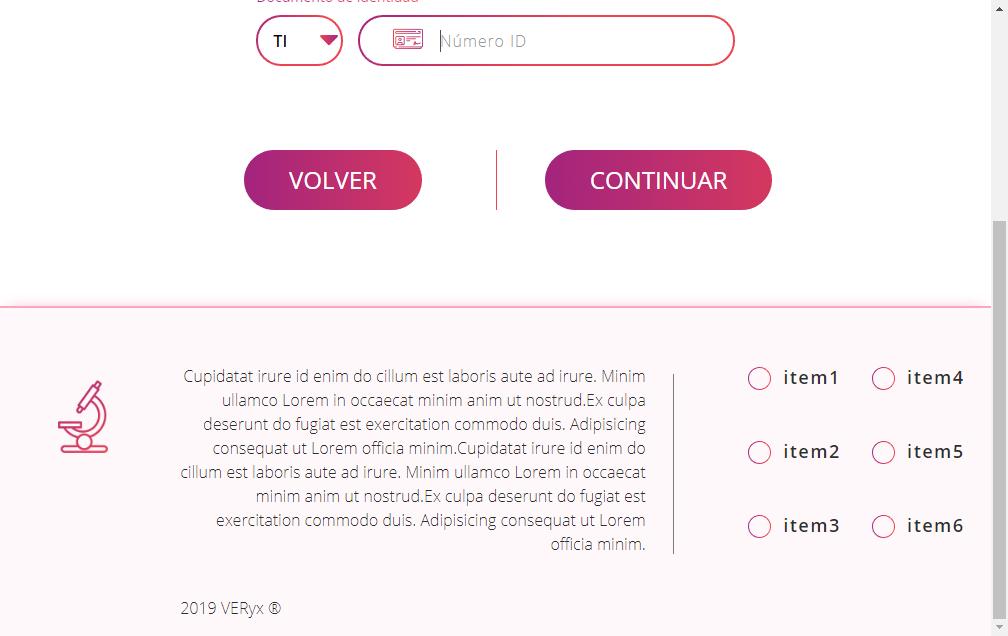 Documento de identidad
TI
Número ID
VOLVER
CONTINUAR
Cupidatat irure id enim do cillum est laboris aute ad irure. Minim
ullamco Lorem in occaecat minim anim ut nostrud.Ex culpa
deserunt do fugiat est exercitation commodo duis. Adipisicing
consequat ut Lorem officia minim.Cupidatat irure id enim do
cillum est laboris aute ad irure. Minim ullamco Lorem in occaecat
minim anim ut nostrud.Ex culpa deserunt do fugiat est
exercitation commodo duis. Adipisicing consequat ut Lorem
officia minim.
item1
item4
item2
item5
item3
item6
2019 VERyx ®